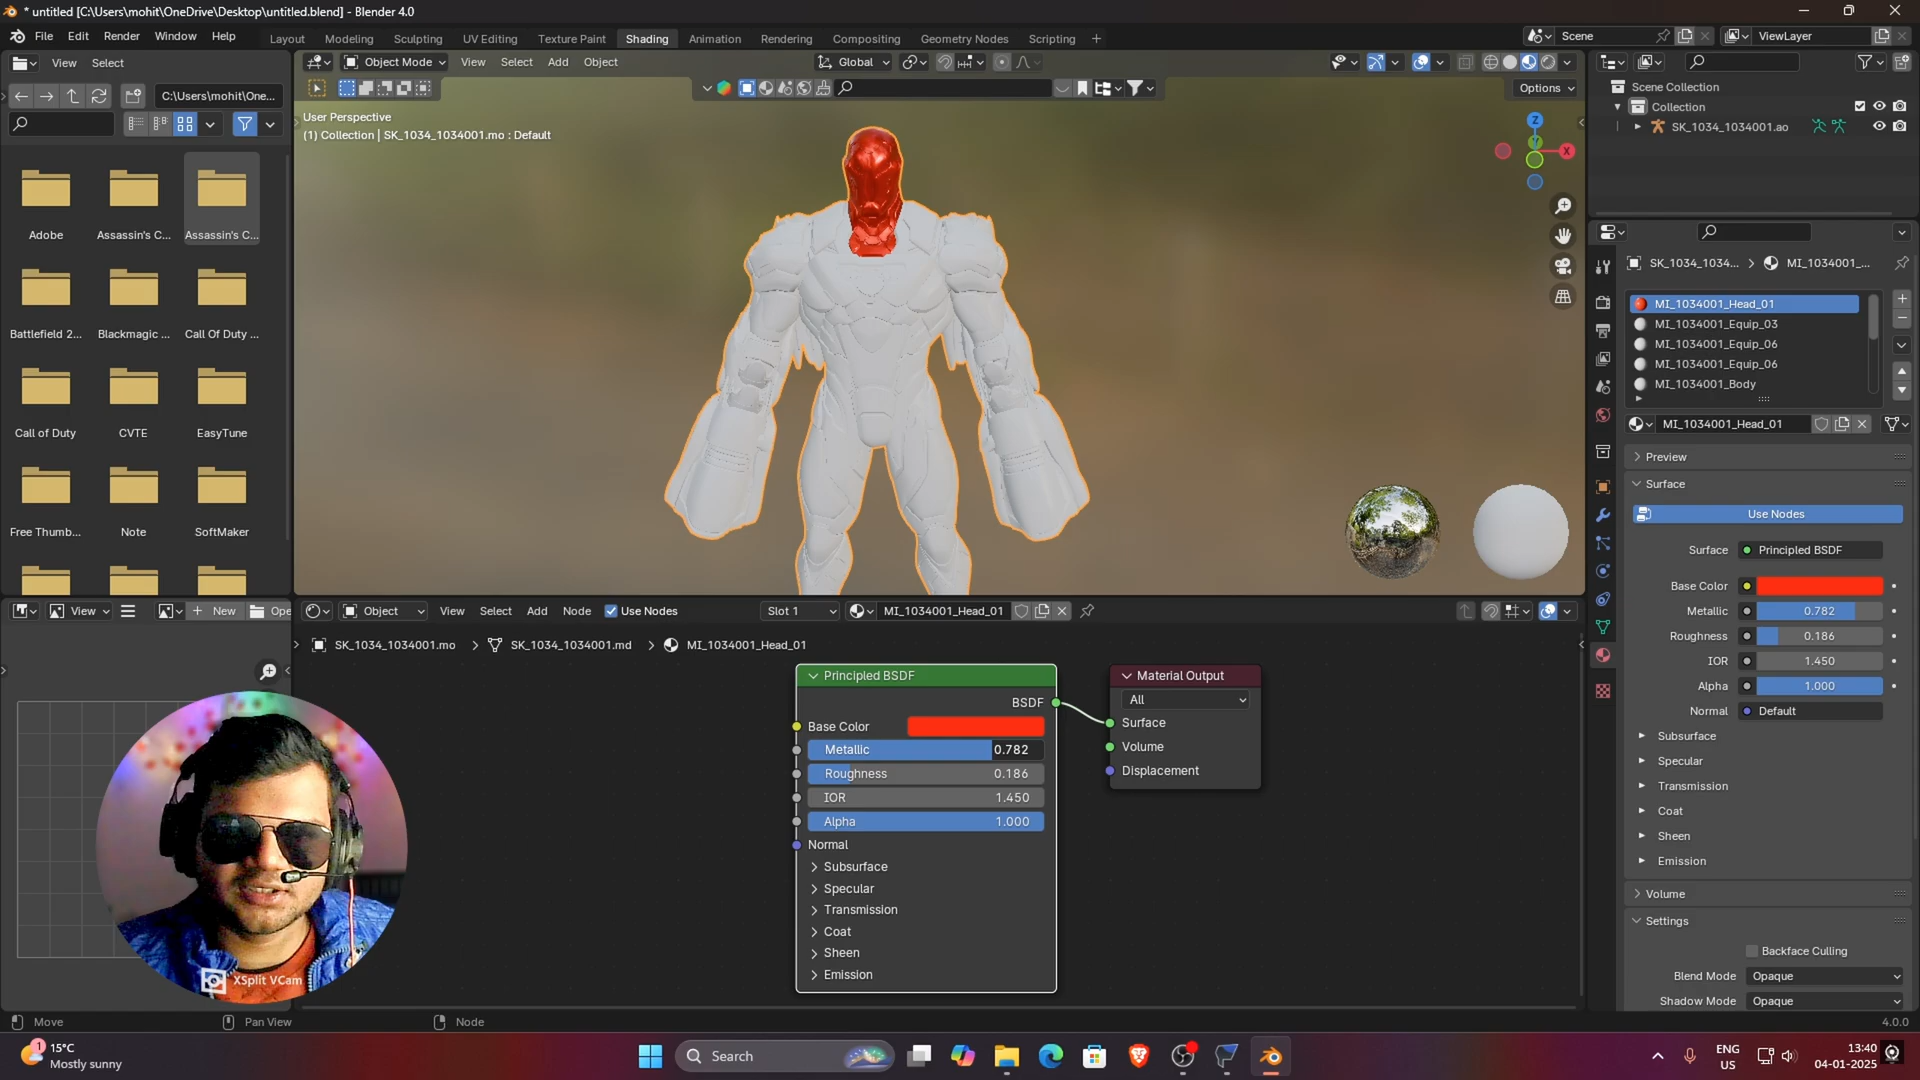 * untitled [C:\Users\mohit\OneDrive\Desktop\untitled.blend] - Blender 4.0
File Edit Render Window Help
Layout Modeling Sculpting UV Editing Texture Paint Shading Animation Rendering Compositing Geometry Nodes Scripting +
Scene
ViewLayer
View Select
C:\Users\mohit\One...
Adobe
Assassin's C...
Assassin's C...
Battlefield 2...
Blackmagic ...
Call Of Duty ...
Call of Duty
CVTE
EasyTune
Free Thumb...
Note
SoftMaker
Object Mode View Select Add Object
Global
Options
User Perspective
(1) Collection | SK_1034_1034001.mo : Default
Z
Y
X
Scene Collection
Collection
SK_1034_1034001.ao
SK_1034_1034... > MI_1034001_...
MI_1034001_Head_01
MI_1034001_Equip_03
MI_1034001_Equip_06
MI_1034001_Equip_06
MI_1034001_Body
MI_1034001_Head_01
Preview
Surface
Use Nodes
Surface Principled BSDF
Base Color
Metallic 0.782
Roughness 0.186
IOR 1.450
Alpha 1.000
Normal Default
Subsurface
Specular
Transmission
Coat
Sheen
Emission
Volume
Settings
Backface Culling
Blend Mode Opaque
Shadow Mode Opaque
View
+ New
Ope
Object View Select Add Node Use Nodes
Slot 1
MI_1034001_Head_01
SK_1034_1034001.mo > SK_1034_1034001.md > MI_1034001_Head_01
Principled BSDF
BSDF
Base Color
Metallic 0.782
Roughness 0.186
IOR 1.450
Alpha 1.000
Normal
Subsurface
Specular
Transmission
Coat
Sheen
Emission
Material Output
All
Surface
Volume
Displacement
XSplit VCam
Move
Pan View
Node
4.0.0
1
15°C
Mostly sunny
Search
ENG
US
13:40
04-01-2025